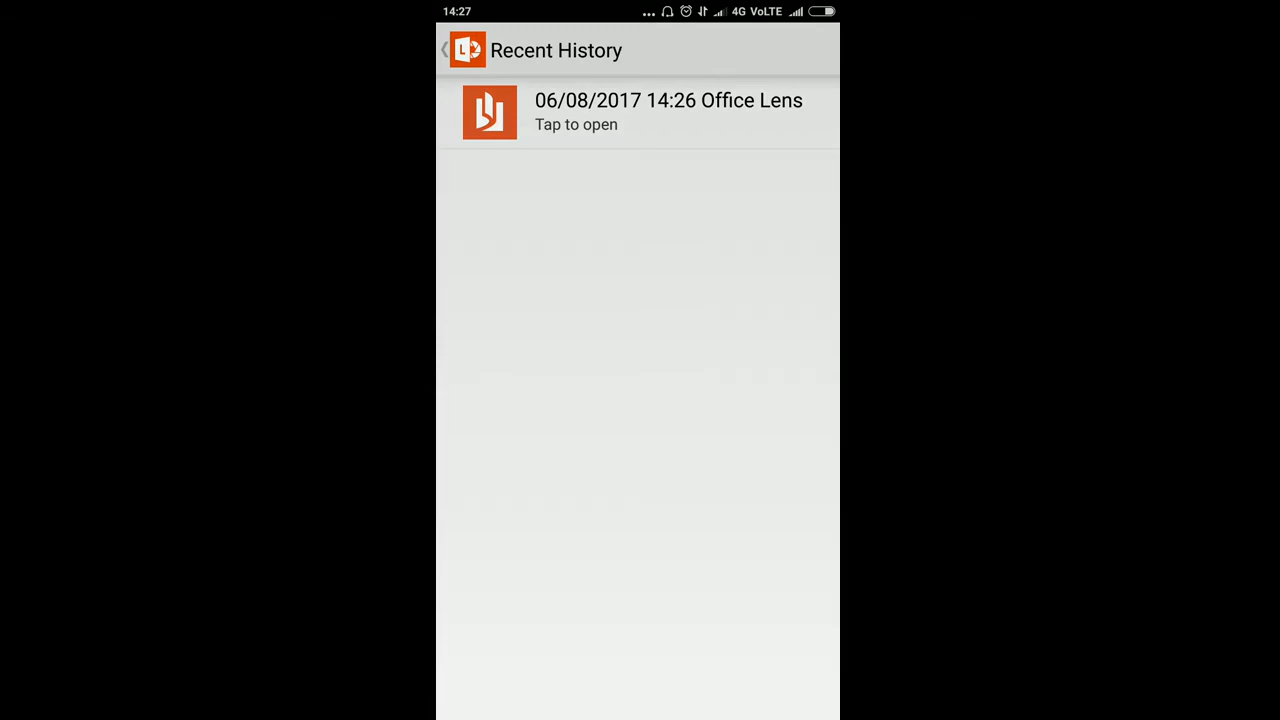 14:27
4G VoLTE
L
Recent History
06/08/2017 14:26 Office Lens
Tap to open